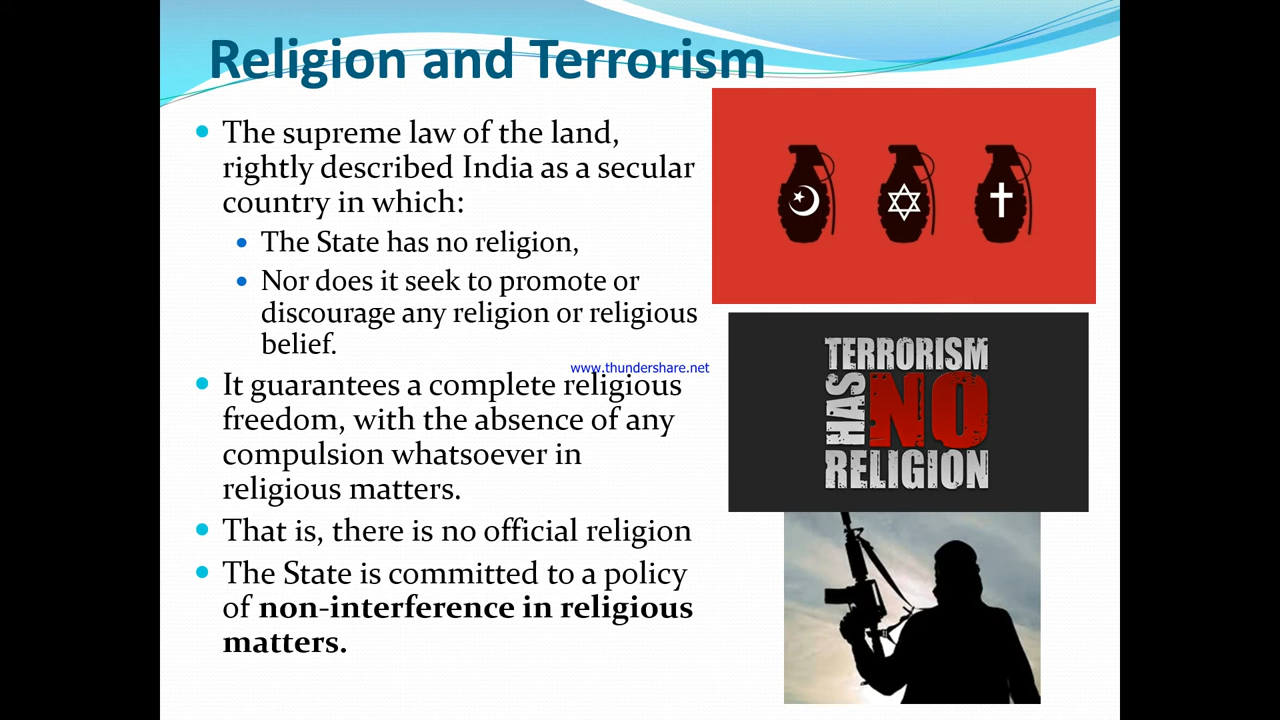 Religion and Terrorism
The supreme law of the land,
rightly described India as a secular
country in which:
The State has no religion,
Nor does it seek to promote or
discourage any religion or religious
belief.
www.thundershare.net
It guarantees a complete religious
freedom, with the absence of any
compulsion whatsoever in
religious matters.
That is, there is no official religion
The State is committed to a policy
of non-interference in religious
matters.
TERRORISM
HAS NO
RELIGION